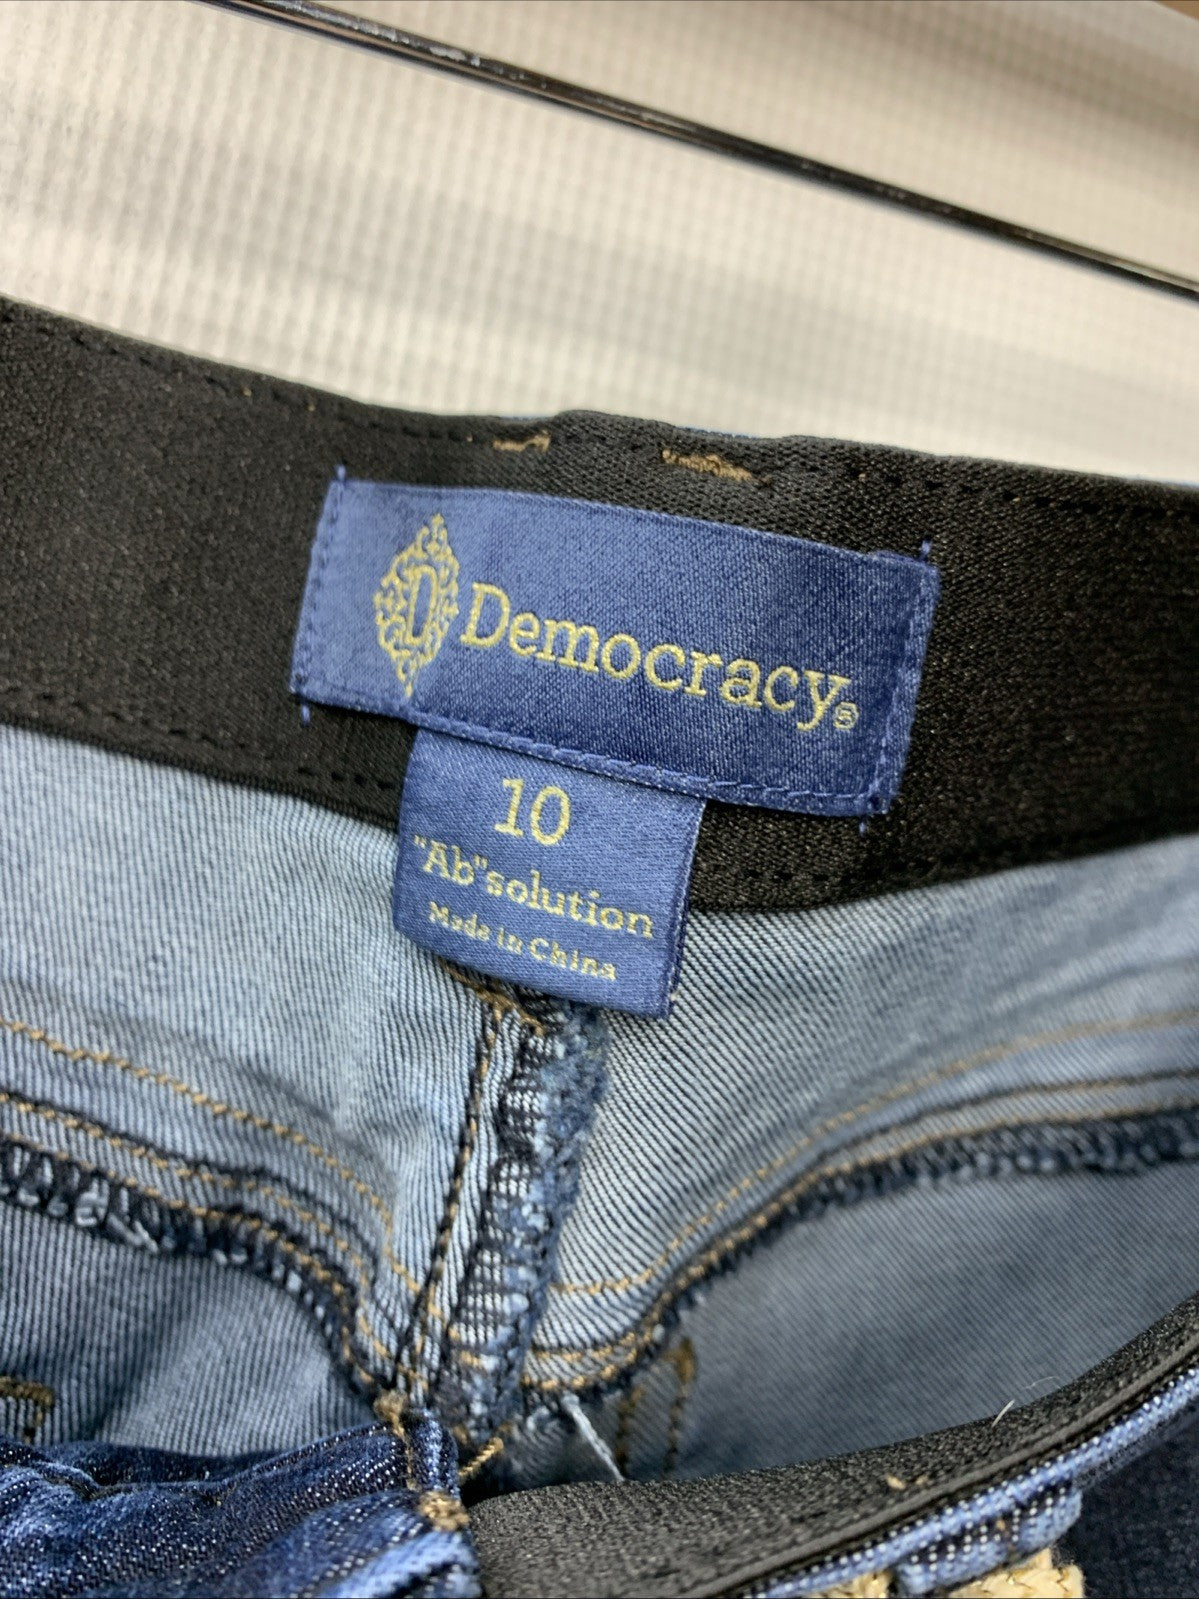 D Democracy®
10
"Ab"solution
Made in China